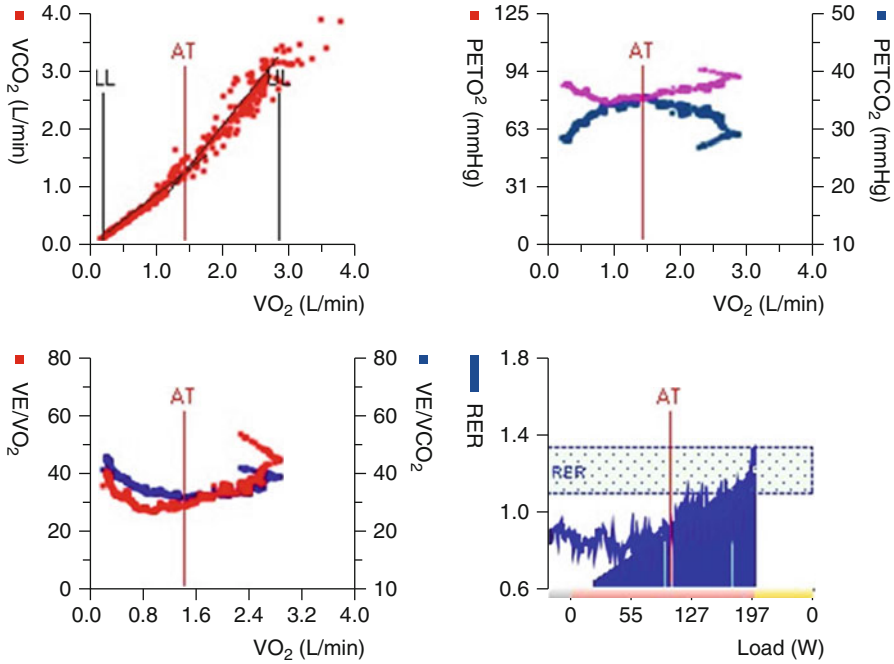 VCO₂ (L/min)
4.0
3.0
2.0
1.0
0.0
LL
AT
UL
0.0 1.0 2.0 3.0 4.0
VO₂ (L/min)
PETO² (mmHg)
125
94
63
31
0
AT
50
40
30
20
10
PETCO₂ (mmHg)
0.0 1.0 2.0 3.0 4.0
VO₂ (L/min)
VE/VO₂
80
60
40
20
0
AT
80
60
40
20
10
VE/VCO₂
0.0 0.8 1.6 2.4 3.2 4.0
VO₂ (L/min)
RER
1.8
1.4
1.0
0.6
AT
RER
0 55 127 197 0
Load (W)